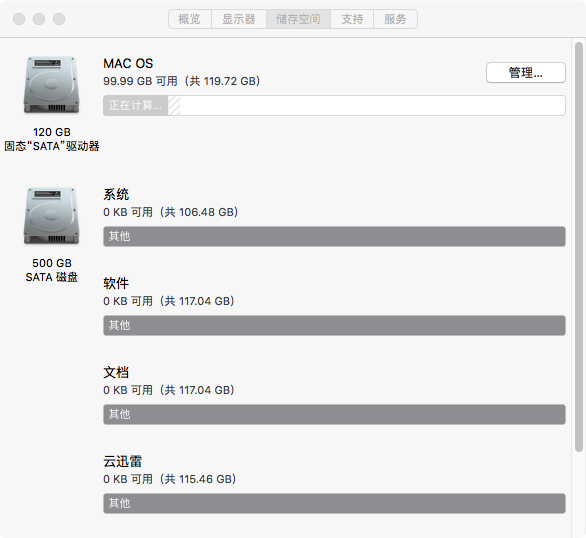 概览 显示器 储存空间 支持 服务
MAC OS
99.99 GB 可用（共 119.72 GB）
管理...
正在计算...
120 GB
固态“SATA”驱动器
系统
0 KB 可用（共 106.48 GB）
其他
500 GB
SATA 磁盘
软件
0 KB 可用（共 117.04 GB）
其他
文档
0 KB 可用（共 117.04 GB）
其他
云迅雷
0 KB 可用（共 115.46 GB）
其他